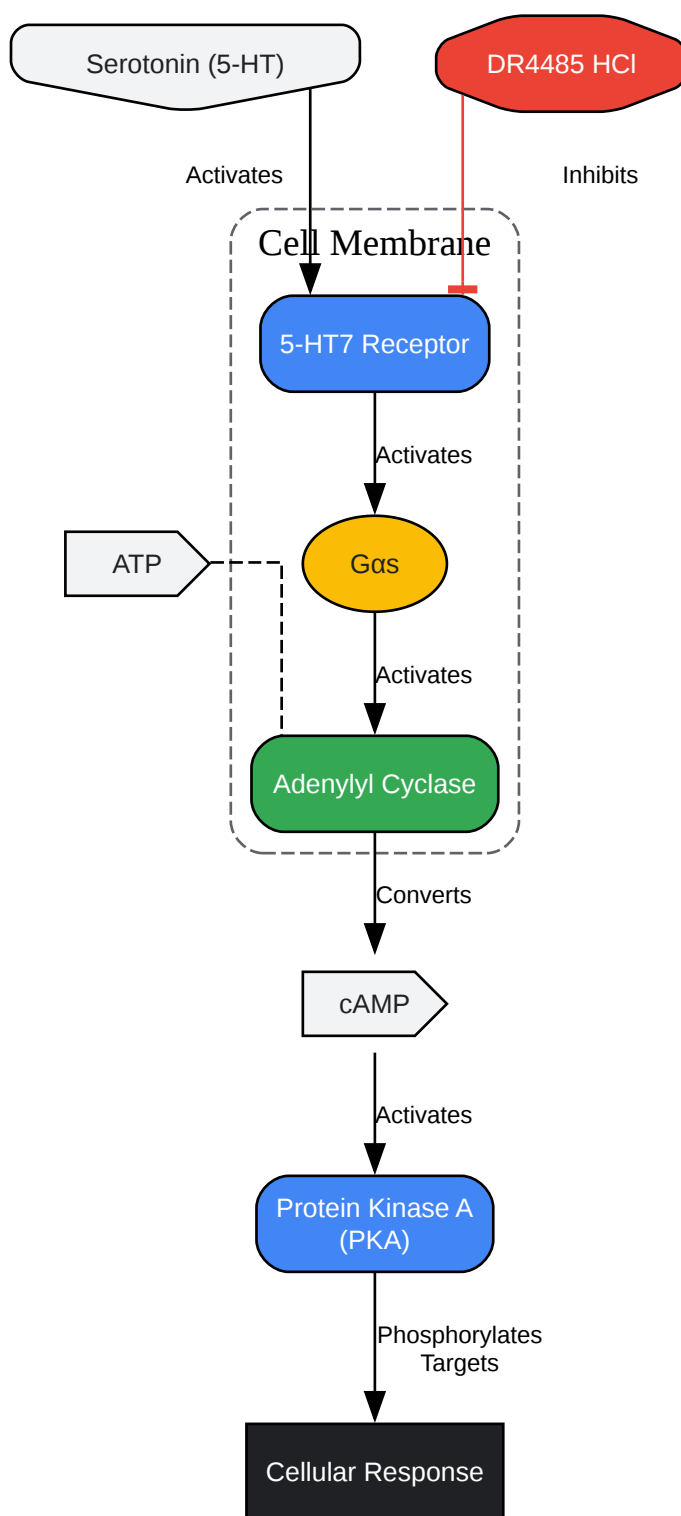 Serotonin (5-HT)
DR4485 HCl
Activates
Inhibits
Cell Membrane
5-HT7 Receptor
Activates
ATP
Gαs
Activates
Adenylyl Cyclase
Converts
cAMP
Activates
Protein Kinase A
(PKA)
Phosphorylates
Targets
Cellular Response